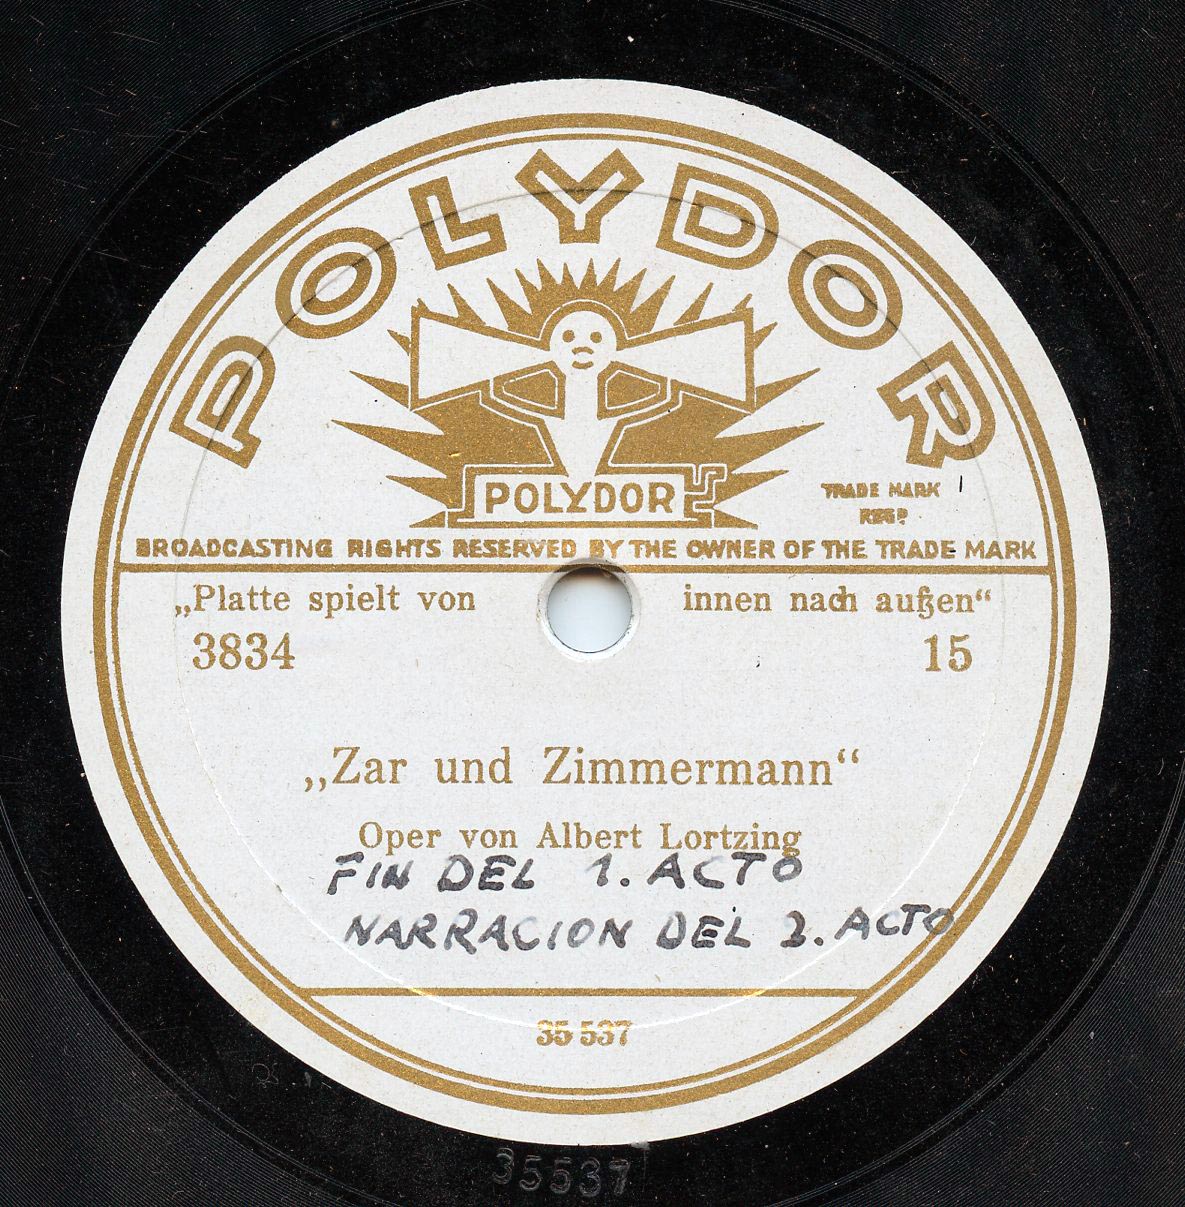 POLYDOR
POLYDOR
TRADE MARK
REGD.
BROADCASTING RIGHTS RESERVED BY THE OWNER OF THE TRADE MARK
„Platte spielt von innen nach außen“
3834 15
„Zar und Zimmermann“
Oper von Albert Lortzing
FIN DEL 1. ACTO
NARRACION DEL 2. ACTO
35 537
35537